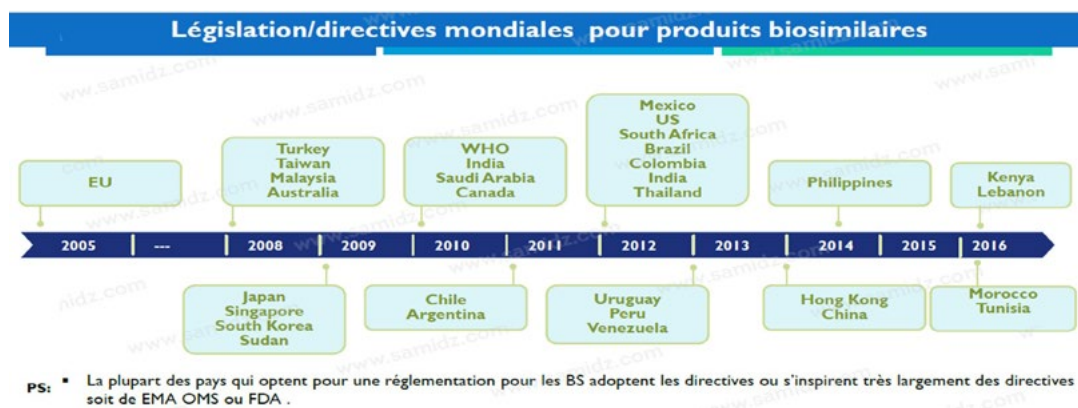 Législation/directives mondiales pour produits biosimilaires
EU
Turkey
Taiwan
Malaysia
Australia
WHO
India
Saudi Arabia
Canada
Mexico
US
South Africa
Brazil
Colombia
India
Thailand
Philippines
Kenya
Lebanon
2005 --- 2008 2009 2010 2011 2012 2013 2014 2015 2016
Japan
Singapore
South Korea
Sudan
Chile
Argentina
Uruguay
Peru
Venezuela
Hong Kong
China
Morocco
Tunisia
PS: ▪ La plupart des pays qui optent pour une réglementation pour les BS adoptent les directives ou s'inspirent très largement des directives
soit de EMA OMS ou FDA .
www.samidz.com